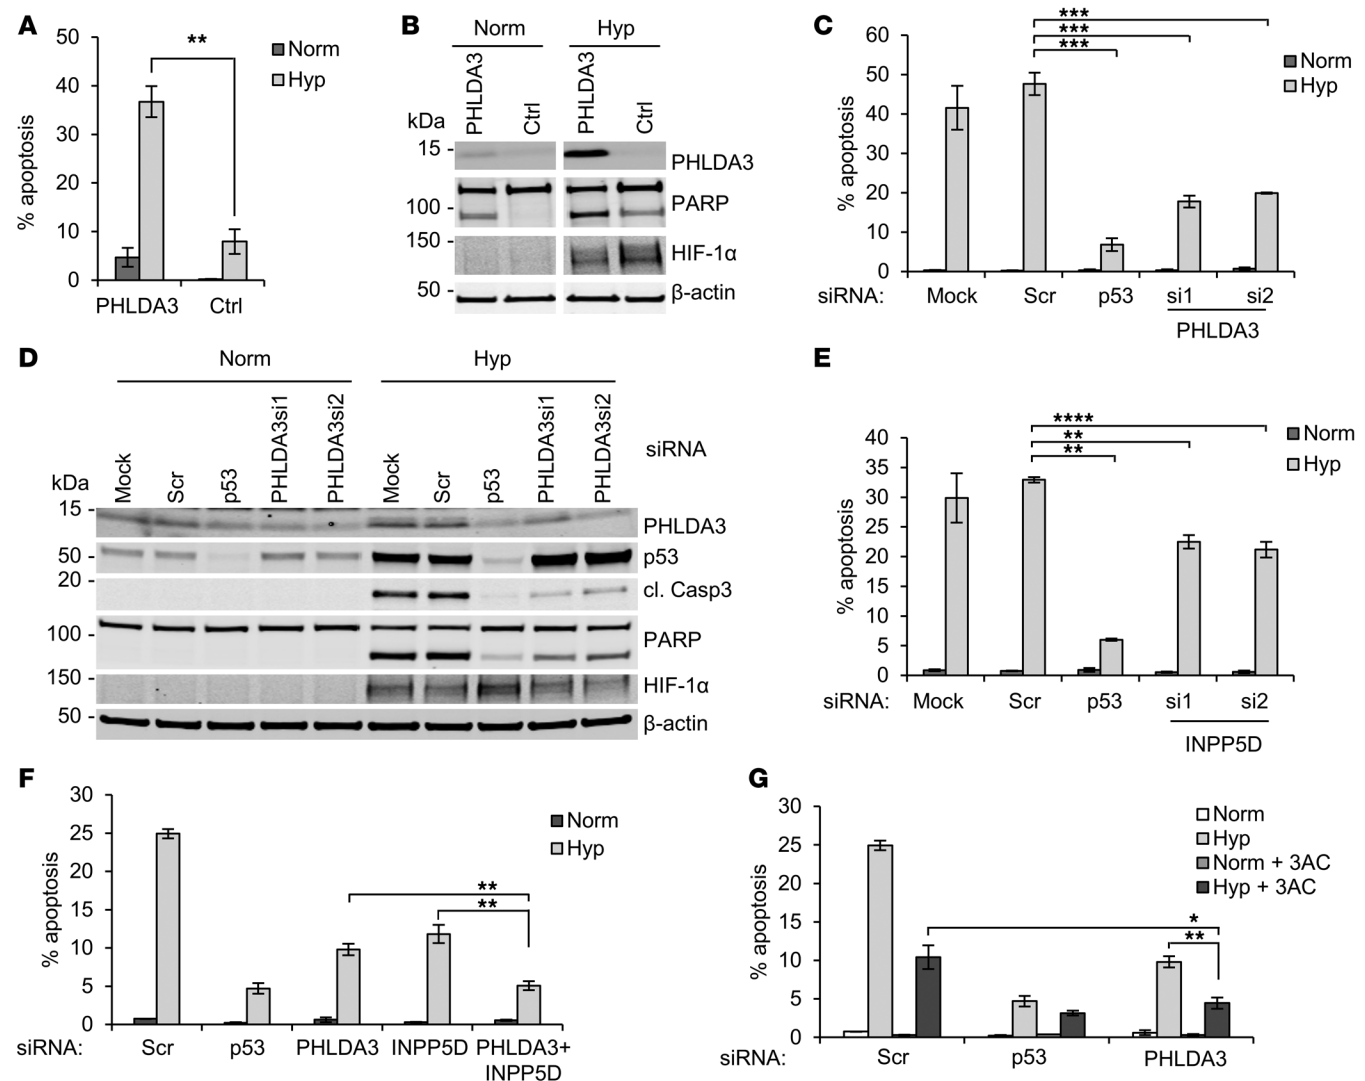 A
50
40
30
20
10
0
% apoptosis
**
Norm
Hyp
PHLDA3
Ctrl
B
Norm
Hyp
PHLDA3
Ctrl
PHLDA3
Ctrl
kDa
15 -
PHLDA3
100 -
PARP
150 -
HIF-1α
50 -
β-actin
C
60
50
40
30
20
10
0
% apoptosis
***
***
***
Norm
Hyp
siRNA:
Mock
Scr
p53
si1
si2
PHLDA3
D
Norm
Hyp
Mock
Scr
p53
PHLDA3si1
PHLDA3si2
Mock
Scr
p53
PHLDA3si1
PHLDA3si2
siRNA
kDa
15 -
PHLDA3
50 -
p53
20 -
cl. Casp3
100 -
PARP
150 -
HIF-1α
50 -
β-actin
E
40
35
30
25
20
15
10
5
0
% apoptosis
****
**
**
Norm
Hyp
siRNA:
Mock
Scr
p53
si1
si2
INPP5D
F
30
25
20
15
10
5
0
% apoptosis
**
**
Norm
Hyp
siRNA:
Scr
p53
PHLDA3
INPP5D
PHLDA3+
INPP5D
G
30
25
20
15
10
5
0
% apoptosis
*
**
Norm
Hyp
Norm + 3AC
Hyp + 3AC
siRNA:
Scr
p53
PHLDA3